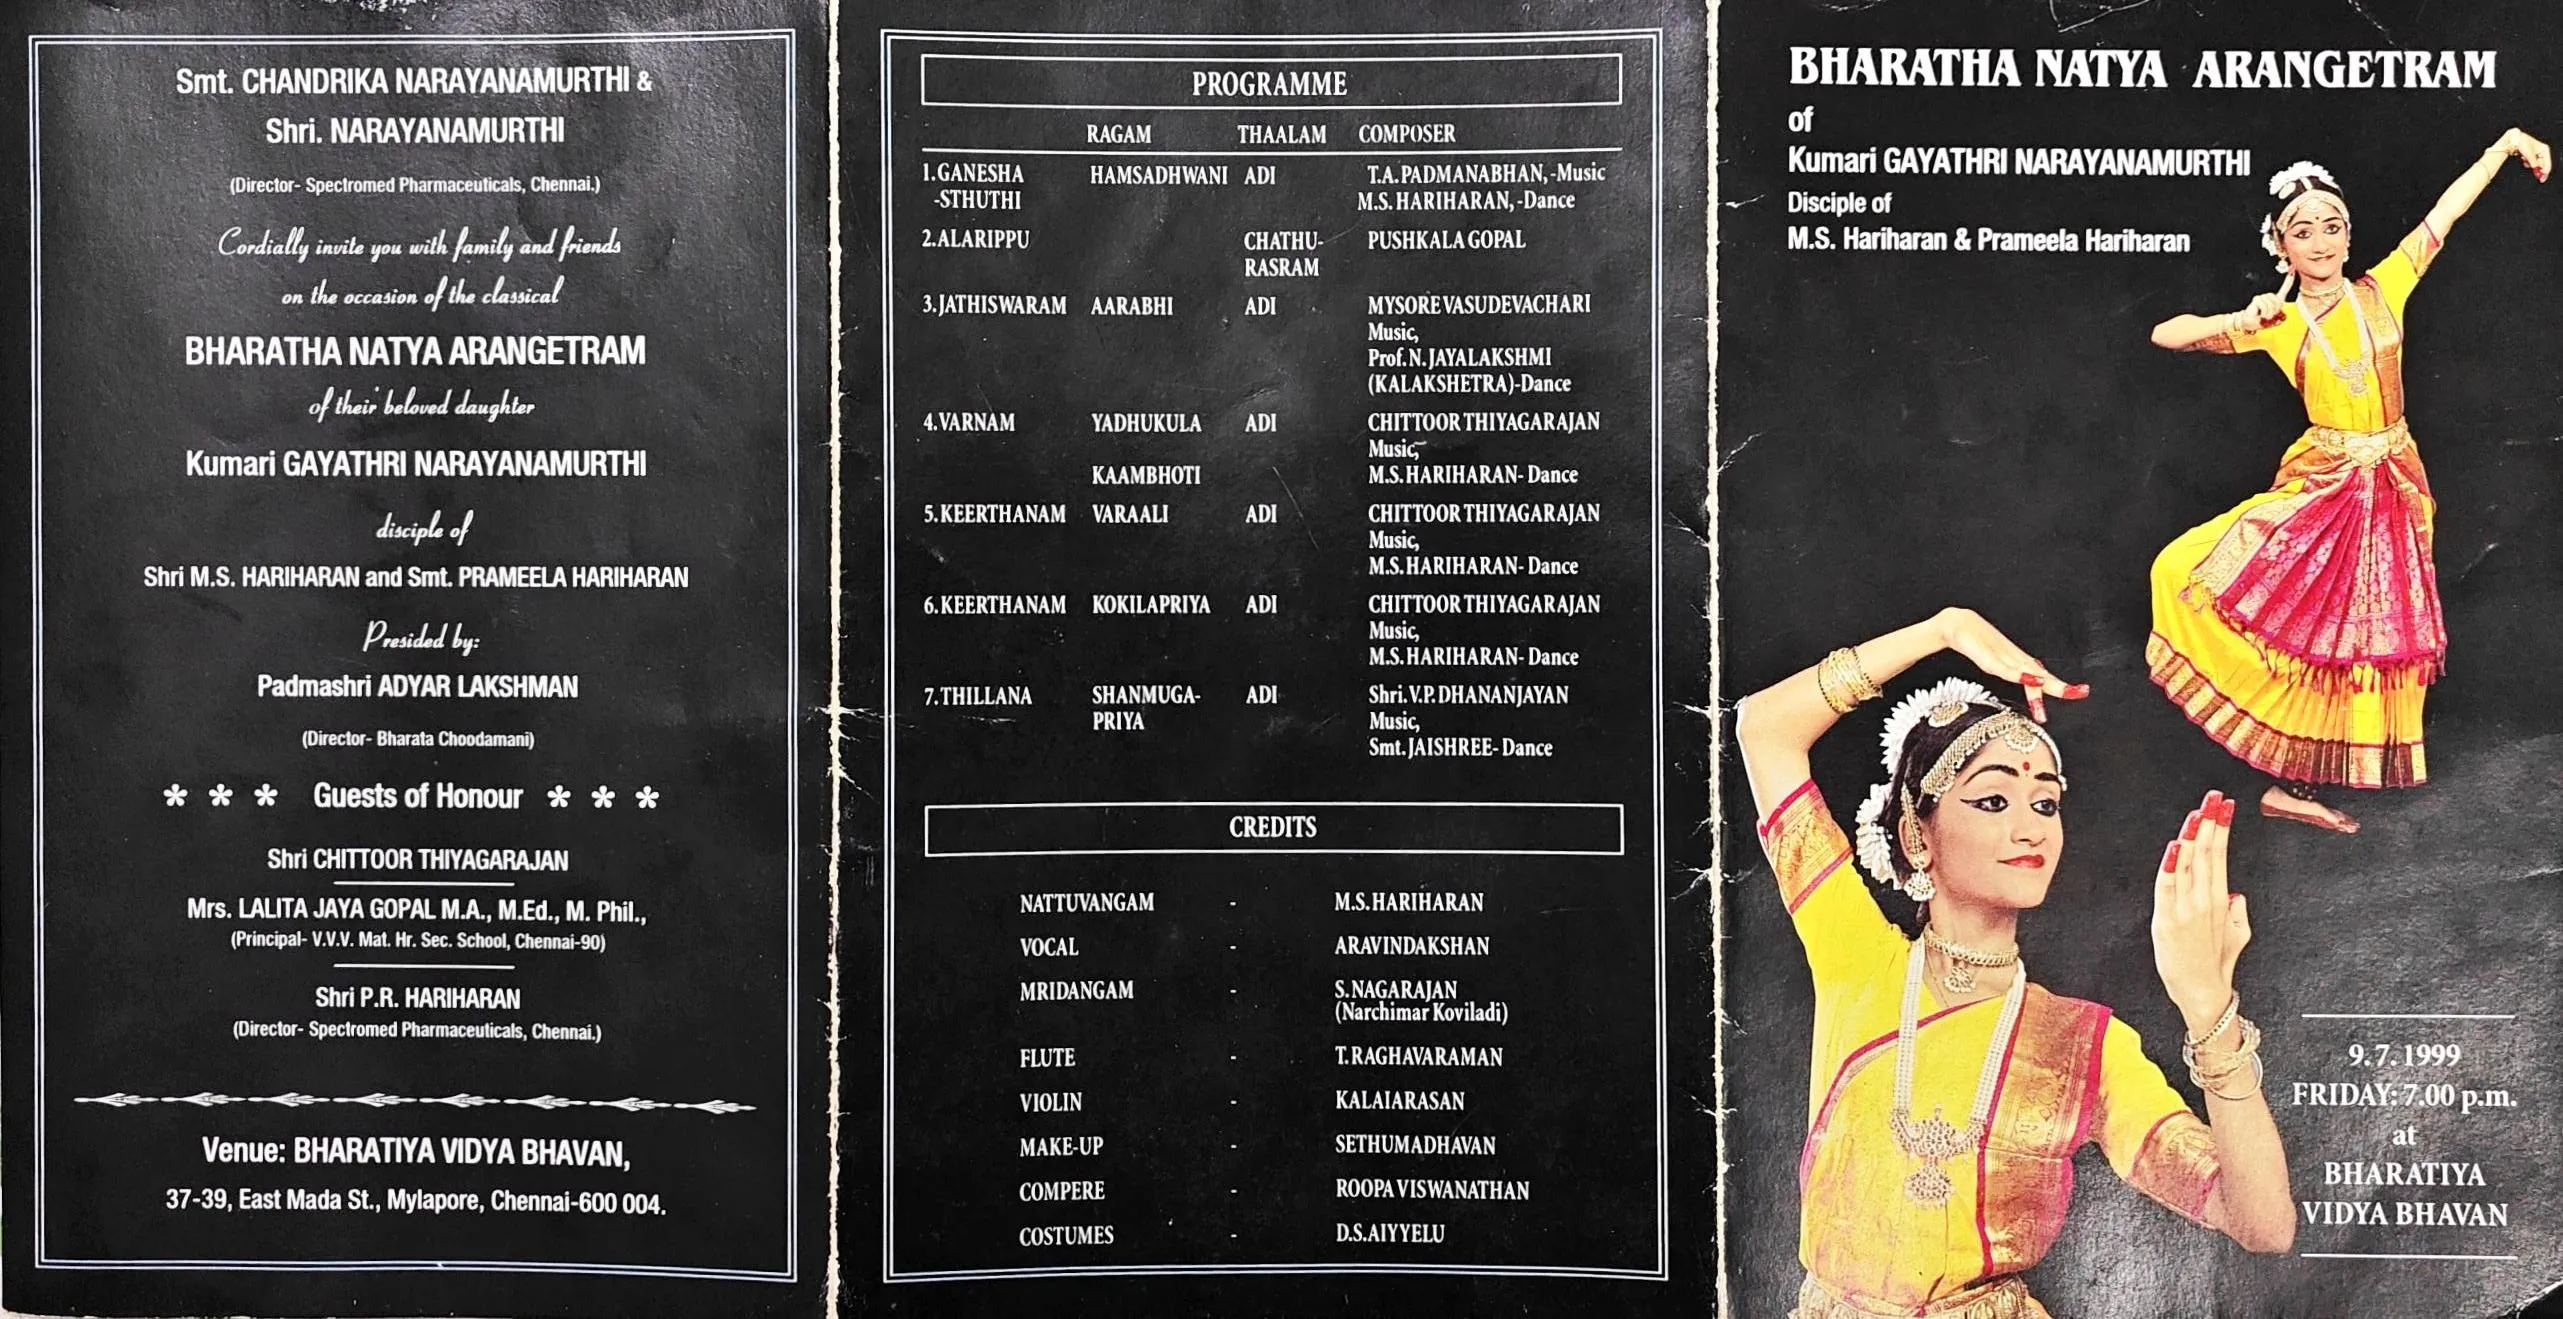 Smt. CHANDRIKA NARAYANAMURTHI &
Shri. NARAYANAMURTHI
(Director- Spectromed Pharmaceuticals, Chennai.)
Cordially invite you with family and friends
on the occasion of the classical
BHARATHA NATYA ARANGETRAM
of their beloved daughter
Kumari GAYATHRI NARAYANAMURTHI
disciple of
Shri M.S. HARIHARAN and Smt. PRAMEELA HARIHARAN
Presided by:
Padmashri ADYAR LAKSHMAN
(Director- Bharata Choodamani)
* * * Guests of Honour * * *
Shri CHITTOOR THIYAGARAJAN
Mrs. LALITA JAYA GOPAL M.A., M.Ed., M. Phil.,
(Principal- V.V.V. Mat. Hr. Sec. School, Chennai-90)
Shri P.R. HARIHARAN
(Director- Spectromed Pharmaceuticals, Chennai.)
Venue: BHARATIYA VIDYA BHAVAN,
37-39, East Mada St., Mylapore, Chennai-600 004.
PROGRAMME
RAGAM THAALAM COMPOSER
1.GANESHA HAMSADHWANI ADI T.A.PADMANABHAN,-Music
-STHUTHI M.S.HARIHARAN,-Dance
2.ALARIPPU CHATHU- PUSHKALA GOPAL
RASRAM
3.JATHISWARAM AARABHI ADI MYSORE VASUDEVACHARI
Music,
Prof.N.JAYALAKSHMI
(KALAKSHETRA)-Dance
4.VARNAM YADHUKULA ADI CHITTOOR THIYAGARAJAN
Music,
KAAMBHOTI M.S.HARIHARAN- Dance
5.KEERTHANAM VARAALI ADI CHITTOOR THIYAGARAJAN
Music,
M.S.HARIHARAN- Dance
6.KEERTHANAM KOKILAPRIYA ADI CHITTOOR THIYAGARAJAN
Music,
M.S.HARIHARAN- Dance
7.THILLANA SHANMUGA- ADI Shri.V.P.DHANANJAYAN
PRIYA Music,
Smt.JAISHREE- Dance
CREDITS
NATTUVANGAM - M.S.HARIHARAN
VOCAL - ARAVINDAKSHAN
MRIDANGAM - S.NAGARAJAN
(Narchimar Koviladi)
FLUTE - T.RAGHAVARAMAN
VIOLIN - KALAIARASAN
MAKE-UP - SETHUMADHAVAN
COMPERE - ROOPA VISWANATHAN
COSTUMES - D.S.AIYYELU
BHARATHA NATYA ARANGETRAM
of
Kumari GAYATHRI NARAYANAMURTHI
Disciple of
M.S. Hariharan & Prameela Hariharan
9.7.1999
FRIDAY: 7.00 p.m.
at
BHARATIYA
VIDYA BHAVAN